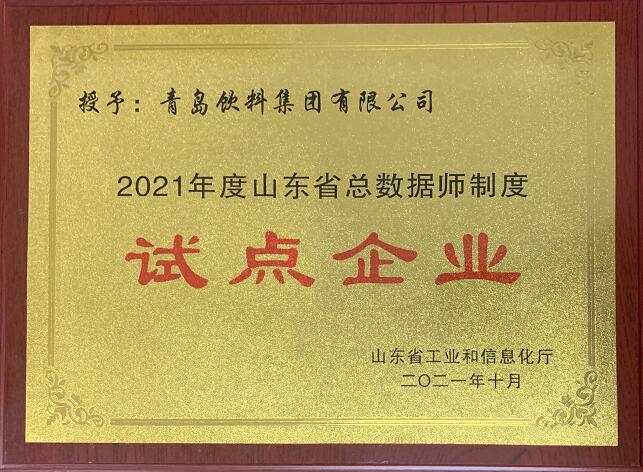 授予：青岛饮料集团有限公司
2021年度山东省总数据师制度
试点企业
山东省工业和信息化厅
二〇二一年十月